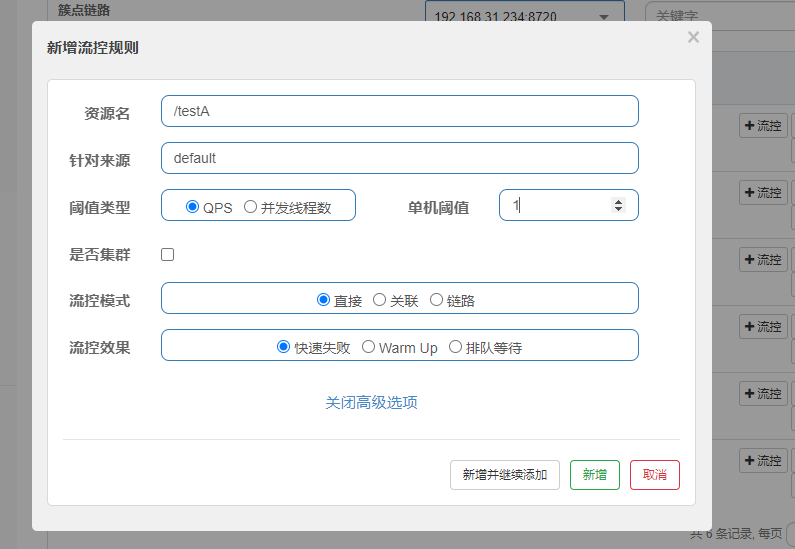 簇点链路
192.168.31.234:8720
关键字
新增流控规则
×
资源名 /testA
针对来源 default
阈值类型 QPS 并发线程数 单机阈值 1
是否集群
流控模式 直接 关联 链路
流控效果 快速失败 Warm Up 排队等待
关闭高级选项
新增并继续添加 新增 取消
+ 流控
+ 流控
+ 流控
+ 流控
+ 流控
+ 流控
共 6 条记录, 每页